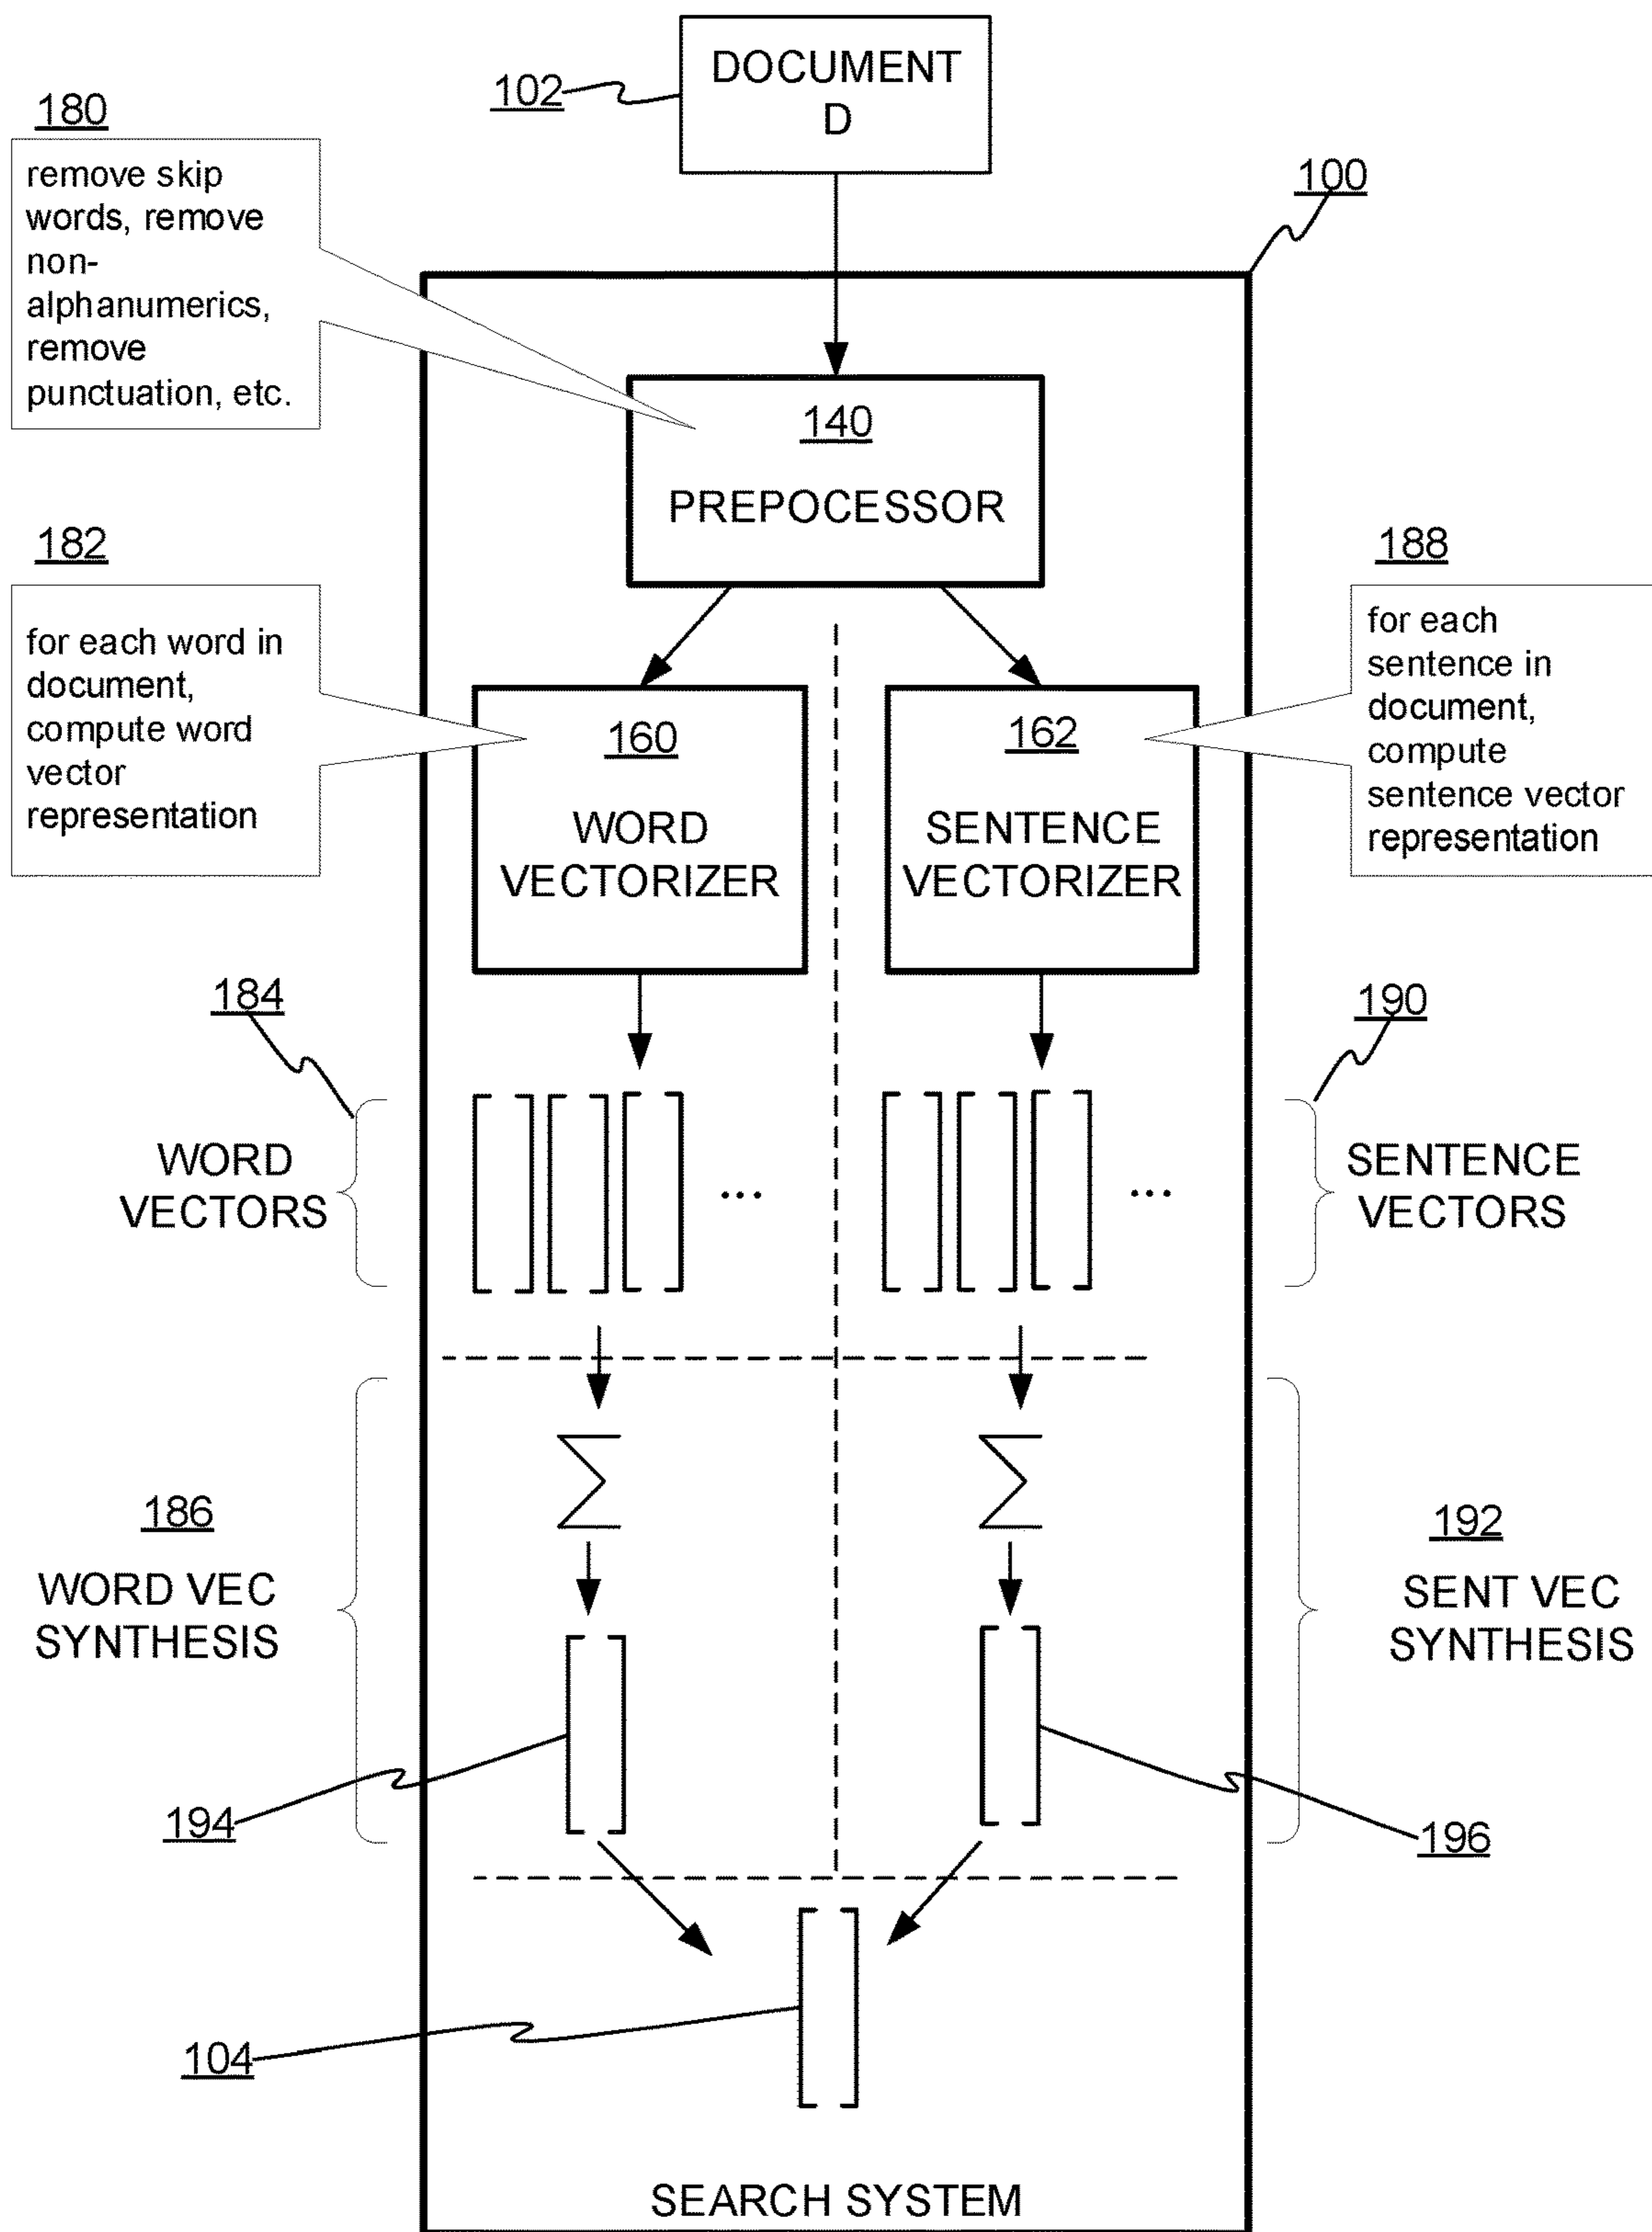 DOCUMENT
D
102
180
remove skip
words, remove
non-
alphanumerics,
remove
punctuation, etc.
100
140
PREPOCESSOR
182
for each word in
document,
compute word
vector
representation
188
for each
sentence in
document,
compute
sentence vector
representation
160
WORD
VECTORIZER
162
SENTENCE
VECTORIZER
184
190
WORD
VECTORS
...
...
SENTENCE
VECTORS
∑
∑
186
WORD VEC
SYNTHESIS
192
SENT VEC
SYNTHESIS
194
196
104
SEARCH SYSTEM